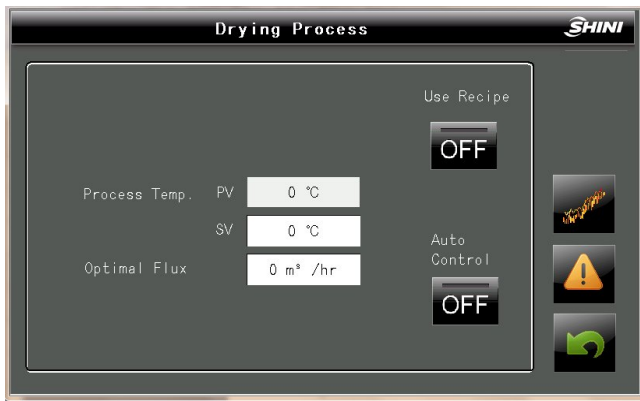 Drying Process
SHINI
Use Recipe
OFF
Process Temp. PV 0 ℃
SV 0 ℃
Auto
Control
Optimal Flux 0 m³ /hr
OFF